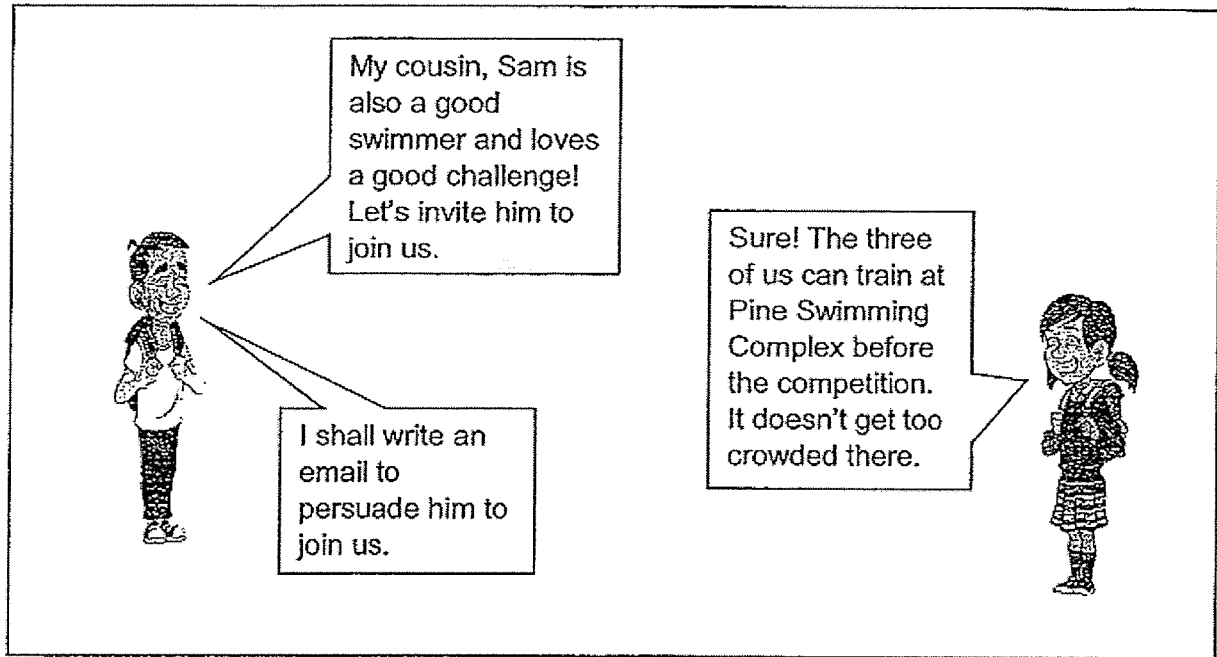 My cousin, Sam is
also a good
swimmer and loves
a good challenge!
Let's invite him to
join us.
Sure! The three
of us can train at
Pine Swimming
Complex before
the competition.
It doesn't get too
crowded there.
I shall write an
email to
persuade him to
join us.